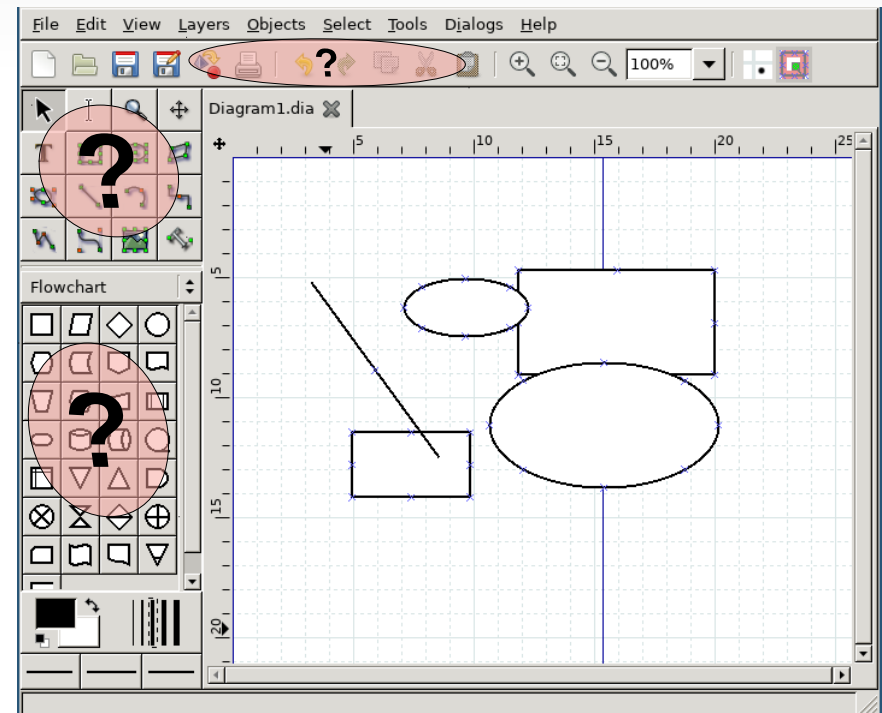 File Edit View Layers Objects Select Tools Dialogs Help
? 100%
Diagram1.dia
5 10 15 20 25
T
?
5
Flowchart
10
?
15
20